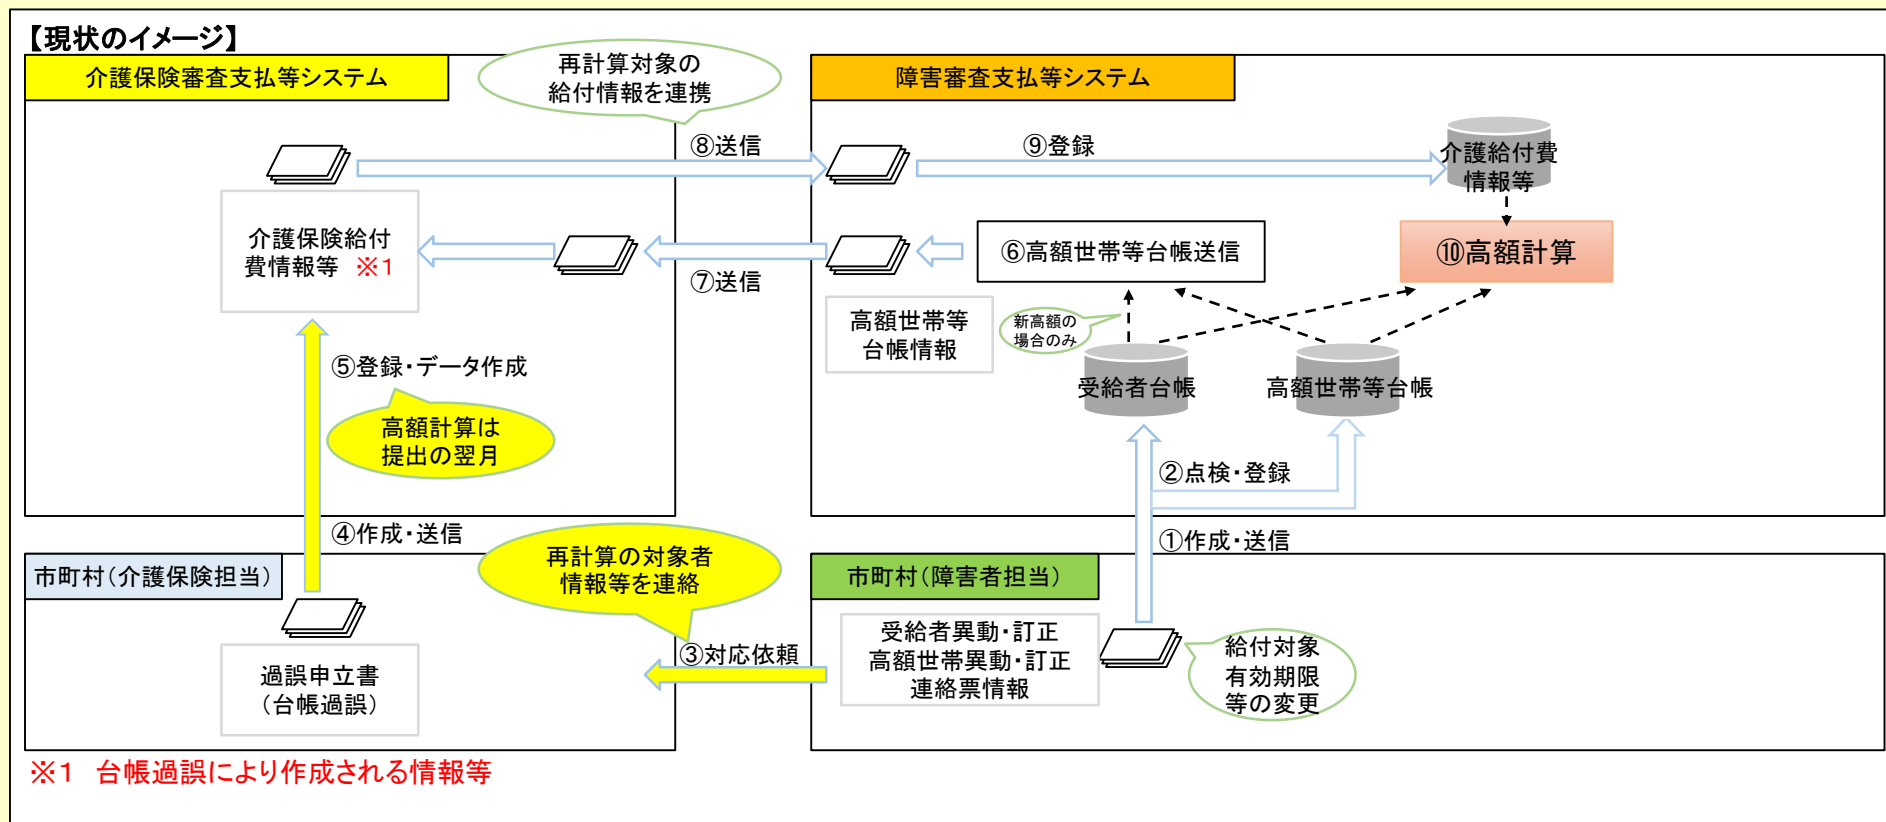 【現状のイメージ】
介護保険審査支払等システム
再計算対象の
給付情報を連携
障害審査支払等システム
⑧送信
⑨登録
介護給付費
情報等
介護保険給付
費情報等 ※1
⑦送信
⑥高額世帯等台帳送信
⑩高額計算
高額世帯等
台帳情報
新高額の
場合のみ
受給者台帳
高額世帯等台帳
⑤登録・データ作成
高額計算は
提出の翌月
②点検・登録
④作成・送信
①作成・送信
市町村(介護保険担当)
再計算の対象者
情報等を連絡
市町村(障害者担当)
過誤申立書
(台帳過誤)
③対応依頼
受給者異動・訂正
高額世帯異動・訂正
連絡票情報
給付対象
有効期限
等の変更
※1 台帳過誤により作成される情報等